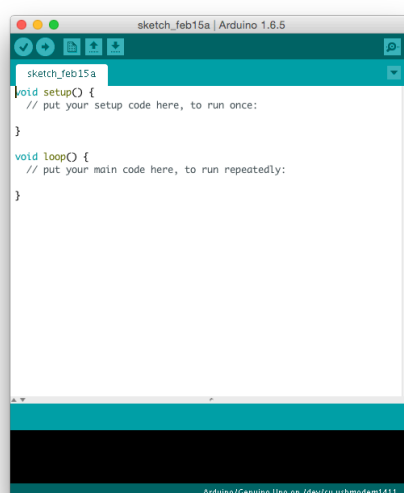 sketch_feb15a | Arduino 1.6.5
sketch_feb15a
void setup() {
  // put your setup code here, to run once:
}
void loop() {
  // put your main code here, to run repeatedly:
}
Arduino/Genuino Uno on /dev/cu.usbmodem1411